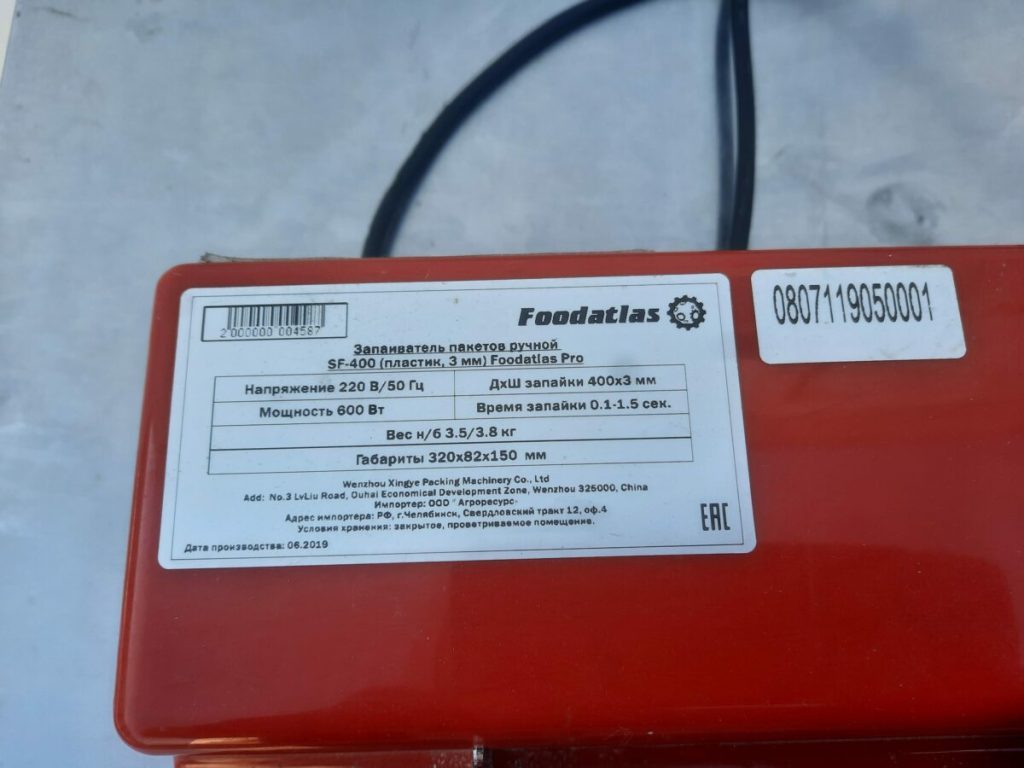 2 000000 004587
Foodatlas
0807119050001
Запаиватель пакетов ручной
SF-400 (пластик, 3 мм) Foodatlas Pro
Напряжение 220 В/50 Гц
ДхШ запайки 400х3 мм
Мощность 600 Вт
Время запайки 0.1-1.5 сек.
Вес н/б 3.5/3.8 кг
Габариты 320х82х150 мм
Wenzhou Xingye Packing Machinery Co., Ltd
Add: No.3 LvLiu Road, Ouhai Economical Development Zone, Wenzhou 325000, China
Импортер: ООО "Агроресурс"
Адрес импортера: РФ, г.Челябинск, Свердловский тракт 12, оф.4
Условия хранения: закрытое, проветриваемое помещение.
EAC
Дата производства: 06.2019